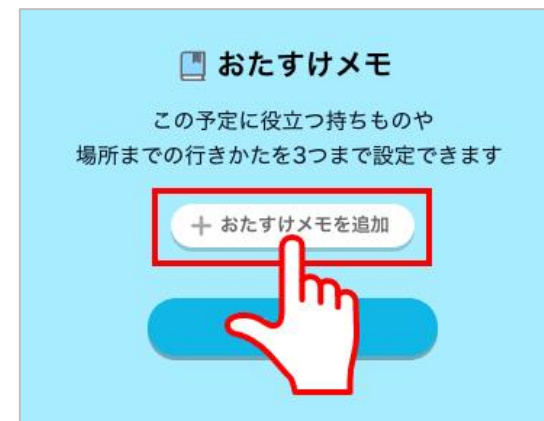 おたすけメモ
この予定に役立つ持ちものや
場所までの行きかたを3つまで設定できます
＋ おたすけメモを追加